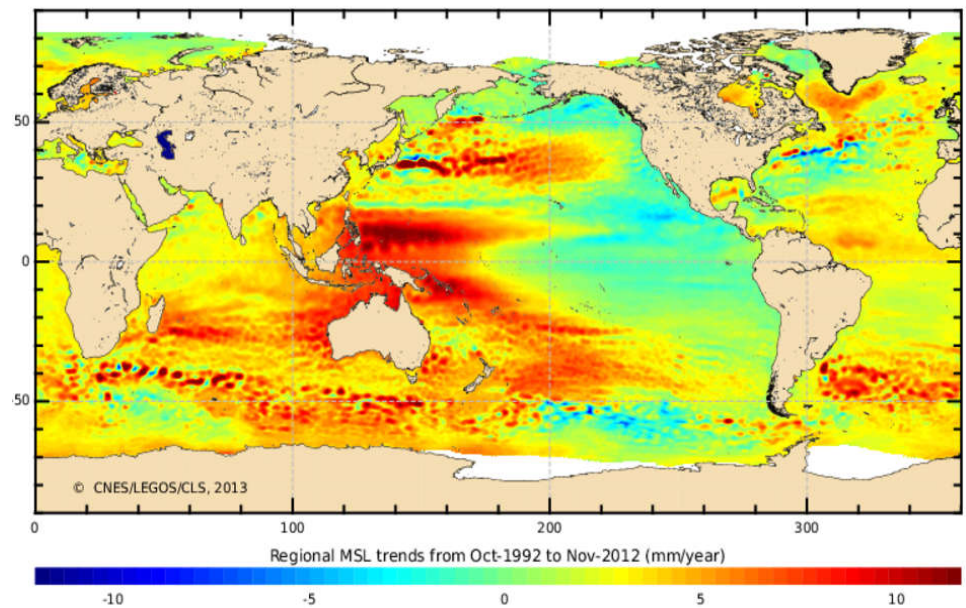 50
0
-50
© CNES/LEGOS/CLS, 2013
0 100 200 300
Regional MSL trends from Oct-1992 to Nov-2012 (mm/year)
-10 -5 0 5 10